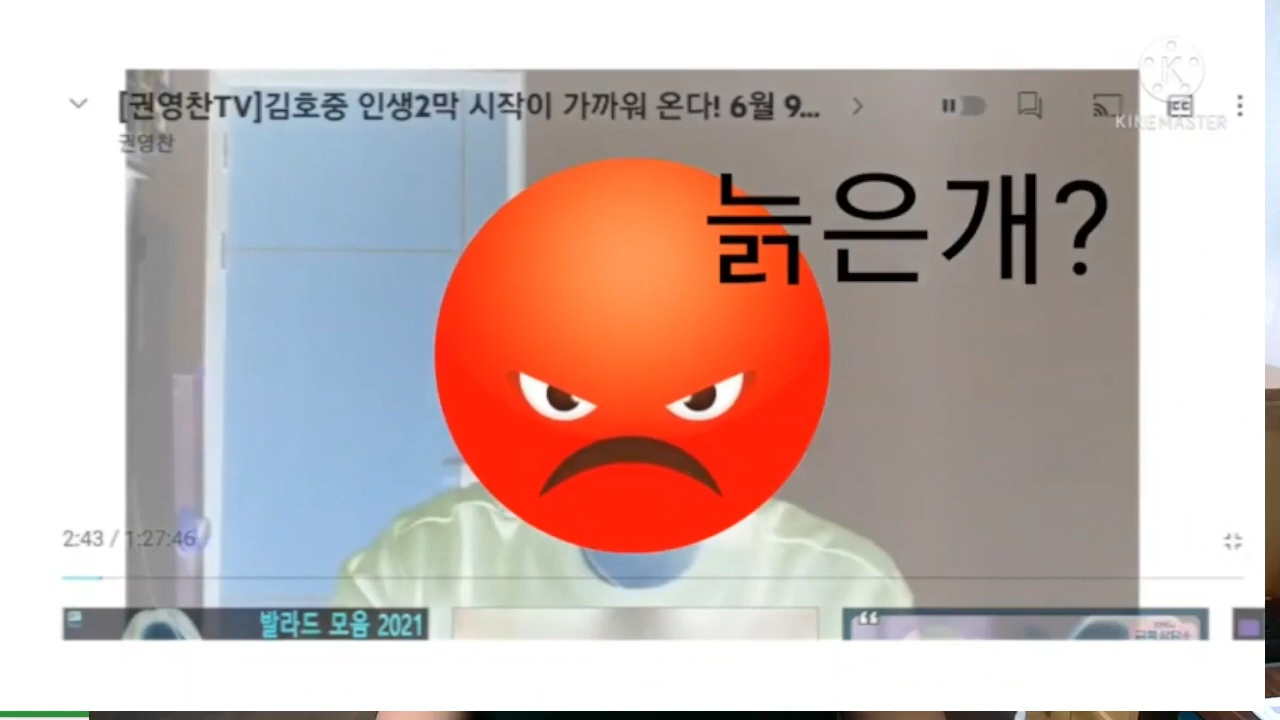 [권영찬TV]김호중 인생2막 시작이 가까워 온다! 6월 9...
권영찬
CC
KINEMASTER
늙은개?
2:43 / 1:27:46
발라드 모음 2021